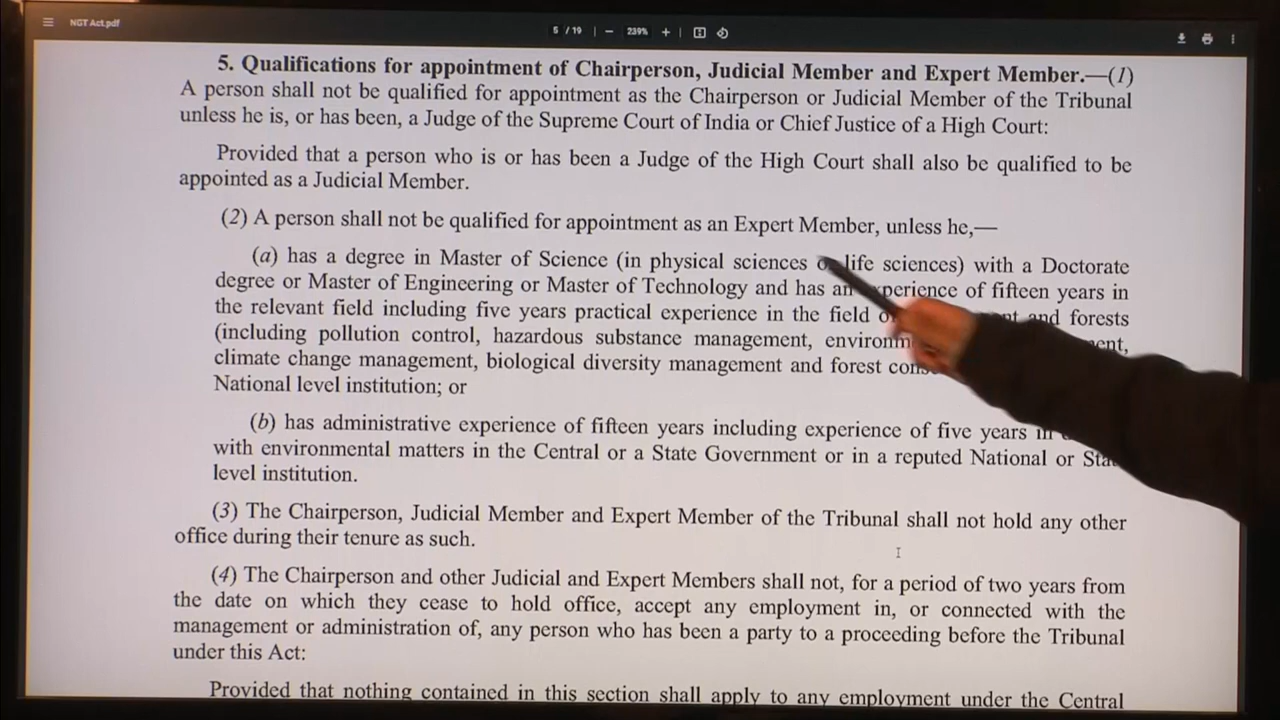 NGT Act.pdf
5 / 19 | − 239% + |
5. Qualifications for appointment of Chairperson, Judicial Member and Expert Member.—(1)
A person shall not be qualified for appointment as the Chairperson or Judicial Member of the Tribunal
unless he is, or has been, a Judge of the Supreme Court of India or Chief Justice of a High Court:
Provided that a person who is or has been a Judge of the High Court shall also be qualified to be
appointed as a Judicial Member.
(2) A person shall not be qualified for appointment as an Expert Member, unless he,—
(a) has a degree in Master of Science (in physical sciences or life sciences) with a Doctorate
degree or Master of Engineering or Master of Technology and has an experience of fifteen years in
the relevant field including five years practical experience in the field and forests
(including pollution control, hazardous substance management,
climate change management, biological diversity management and forest
National level institution; or
(b) has administrative experience of fifteen years including experience of five years in
with environmental matters in the Central or a State Government or in a reputed National or State
level institution.
(3) The Chairperson, Judicial Member and Expert Member of the Tribunal shall not hold any other
office during their tenure as such.
(4) The Chairperson and other Judicial and Expert Members shall not, for a period of two years from
the date on which they cease to hold office, accept any employment in, or connected with the
management or administration of, any person who has been a party to a proceeding before the Tribunal
under this Act:
Provided that nothing contained in this section shall apply to any employment under the Central